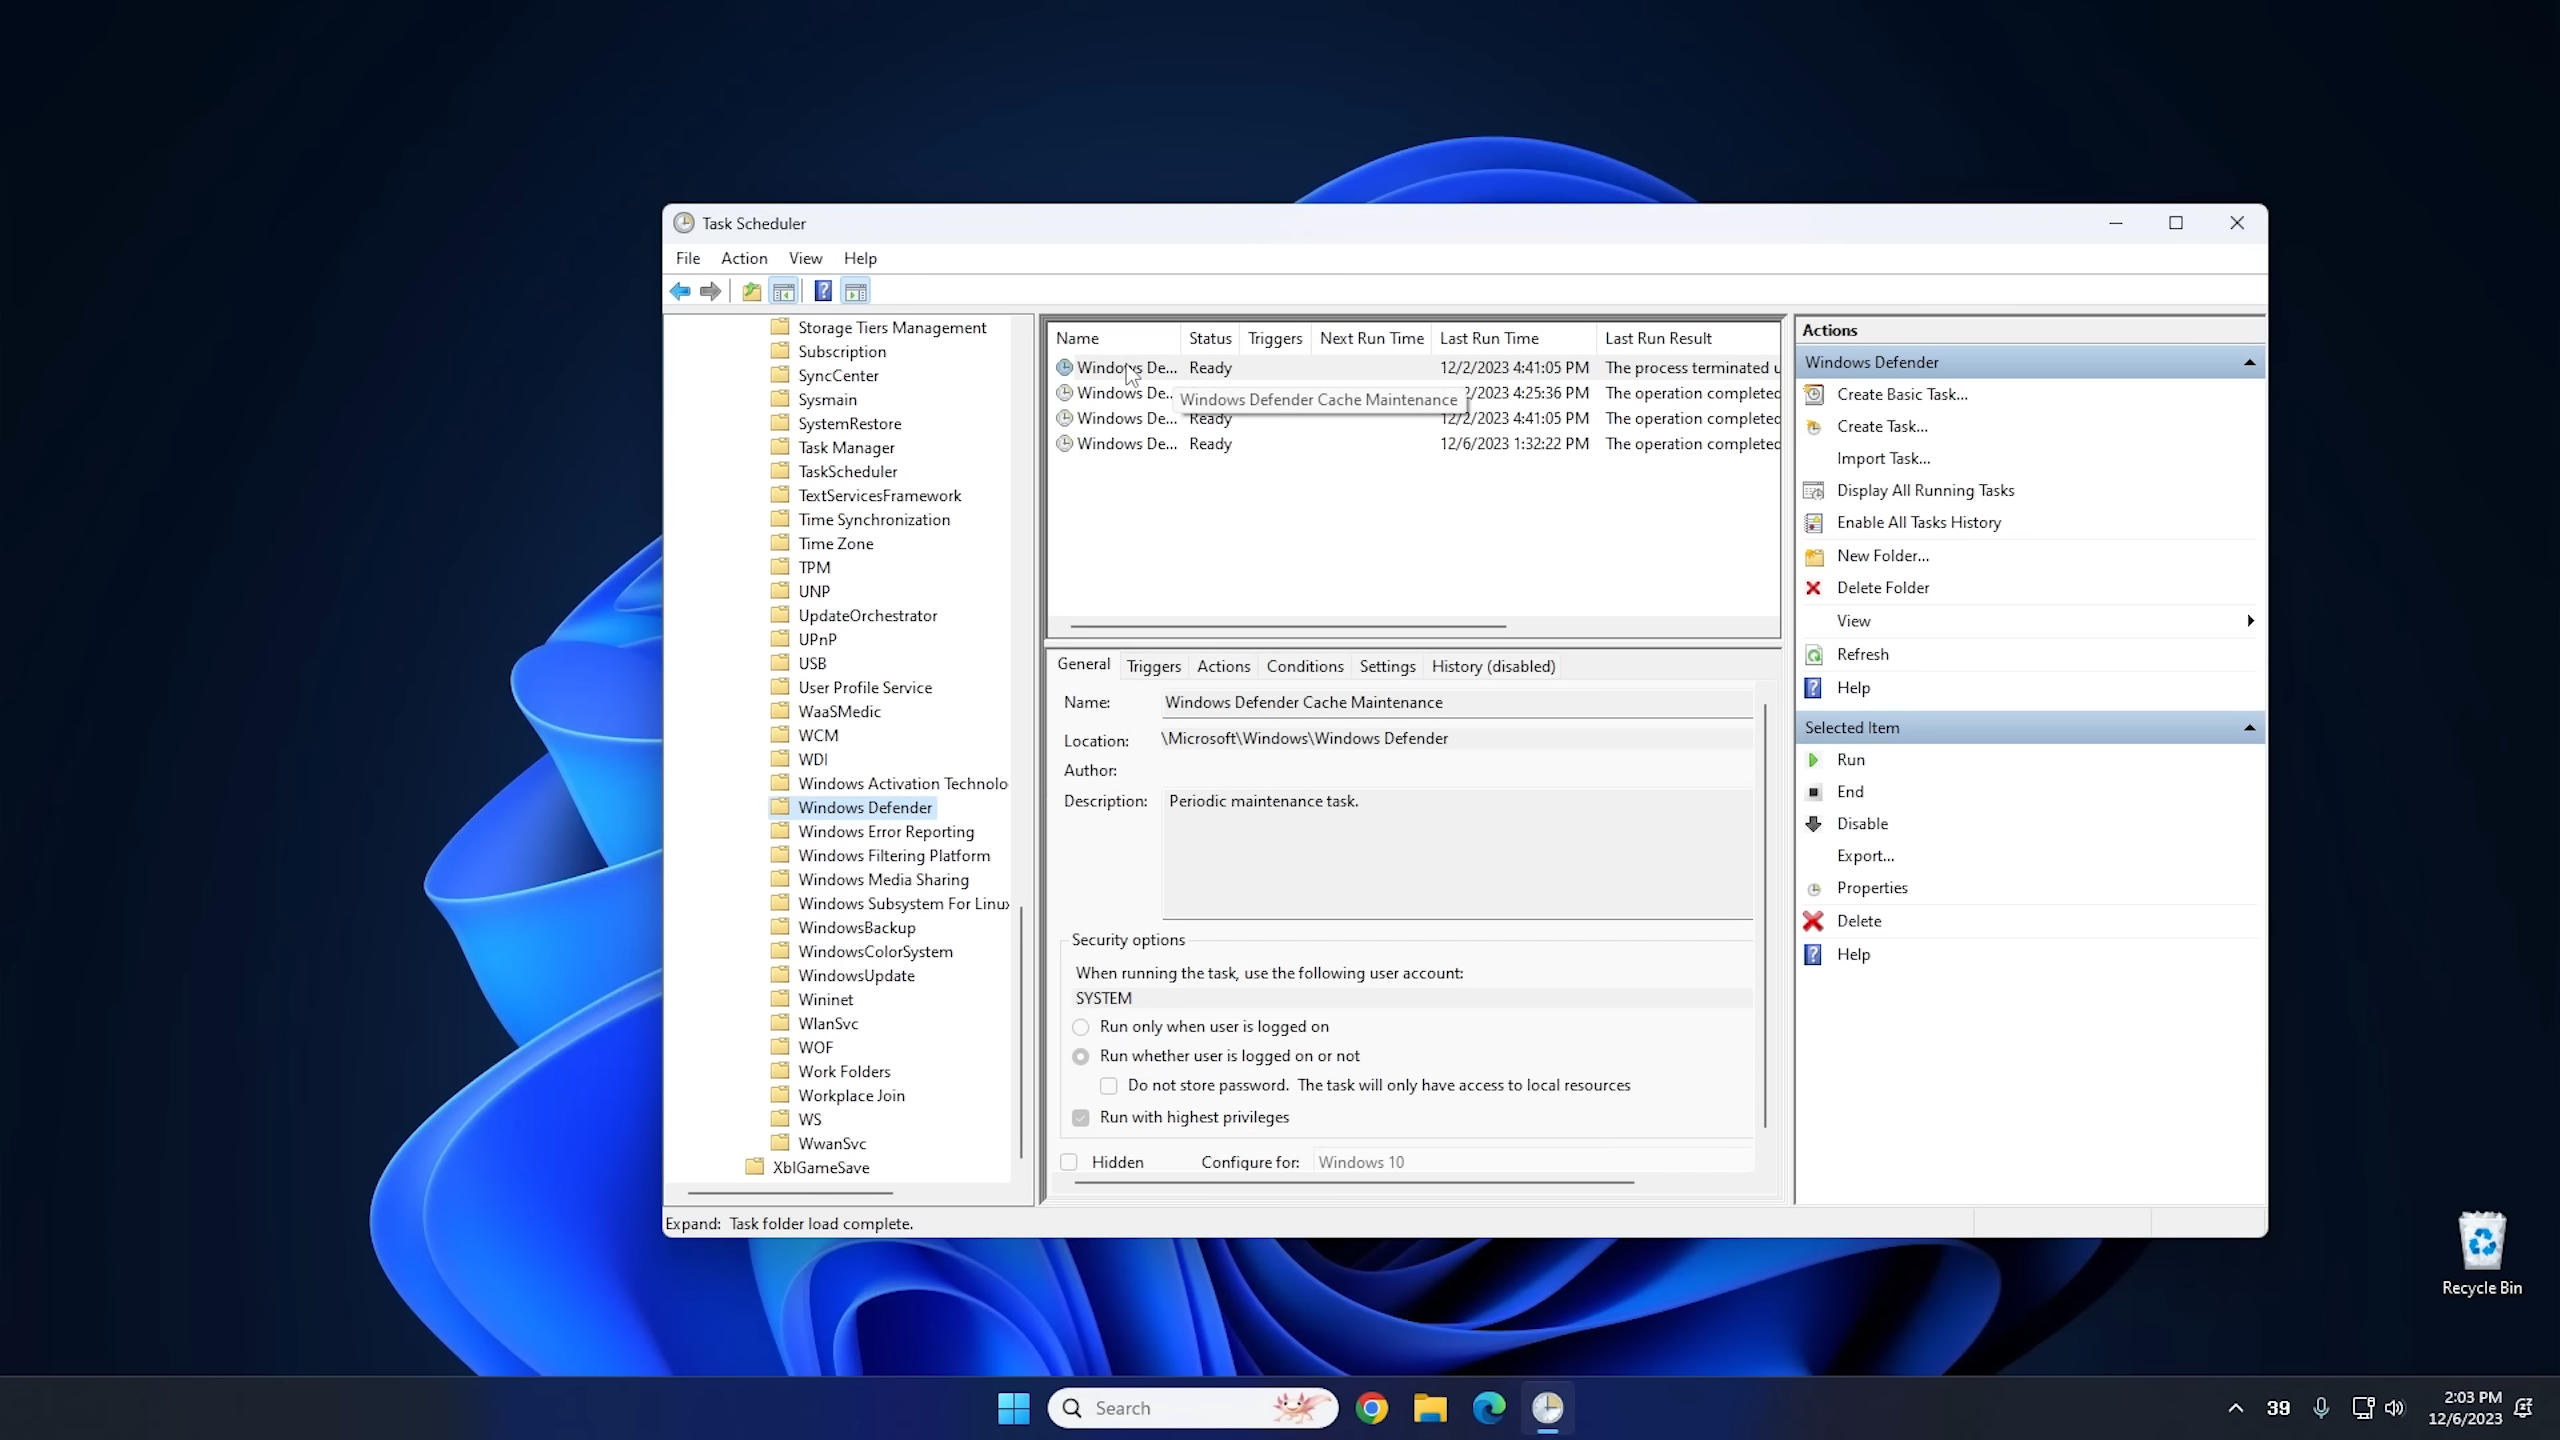 Task Scheduler
File Action View Help
Storage Tiers Management
Subscription
SyncCenter
Sysmain
SystemRestore
Task Manager
TaskScheduler
TextServicesFramework
Time Synchronization
Time Zone
TPM
UNP
UpdateOrchestrator
UPnP
USB
User Profile Service
WaaSMedic
WCM
WDI
Windows Activation Technolo
Windows Defender
Windows Error Reporting
Windows Filtering Platform
Windows Media Sharing
Windows Subsystem For Linux
WindowsBackup
WindowsColorSystem
WindowsUpdate
Wininet
WlanSvc
WOF
Work Folders
Workplace Join
WS
WwanSvc
XblGameSave
Name Status Triggers Next Run Time Last Run Time Last Run Result
Windows De... Ready 12/2/2023 4:41:05 PM The process terminated u
Windows De... 2/2023 4:25:36 PM The operation completed
Windows Defender Cache Maintenance
Windows De... Ready 12/2/2023 4:41:05 PM The operation completed
Windows De... Ready 12/6/2023 1:32:22 PM The operation completed
General Triggers Actions Conditions Settings History (disabled)
Name: Windows Defender Cache Maintenance
Location: \Microsoft\Windows\Windows Defender
Author:
Description: Periodic maintenance task.
Security options
When running the task, use the following user account:
SYSTEM
Run only when user is logged on
Run whether user is logged on or not
Do not store password. The task will only have access to local resources
Run with highest privileges
Hidden Configure for: Windows 10
Actions
Windows Defender
Create Basic Task...
Create Task...
Import Task...
Display All Running Tasks
Enable All Tasks History
New Folder...
Delete Folder
View
Refresh
Help
Selected Item
Run
End
Disable
Export...
Properties
Delete
Help
Expand: Task folder load complete.
Recycle Bin
Search
39
2:03 PM
12/6/2023